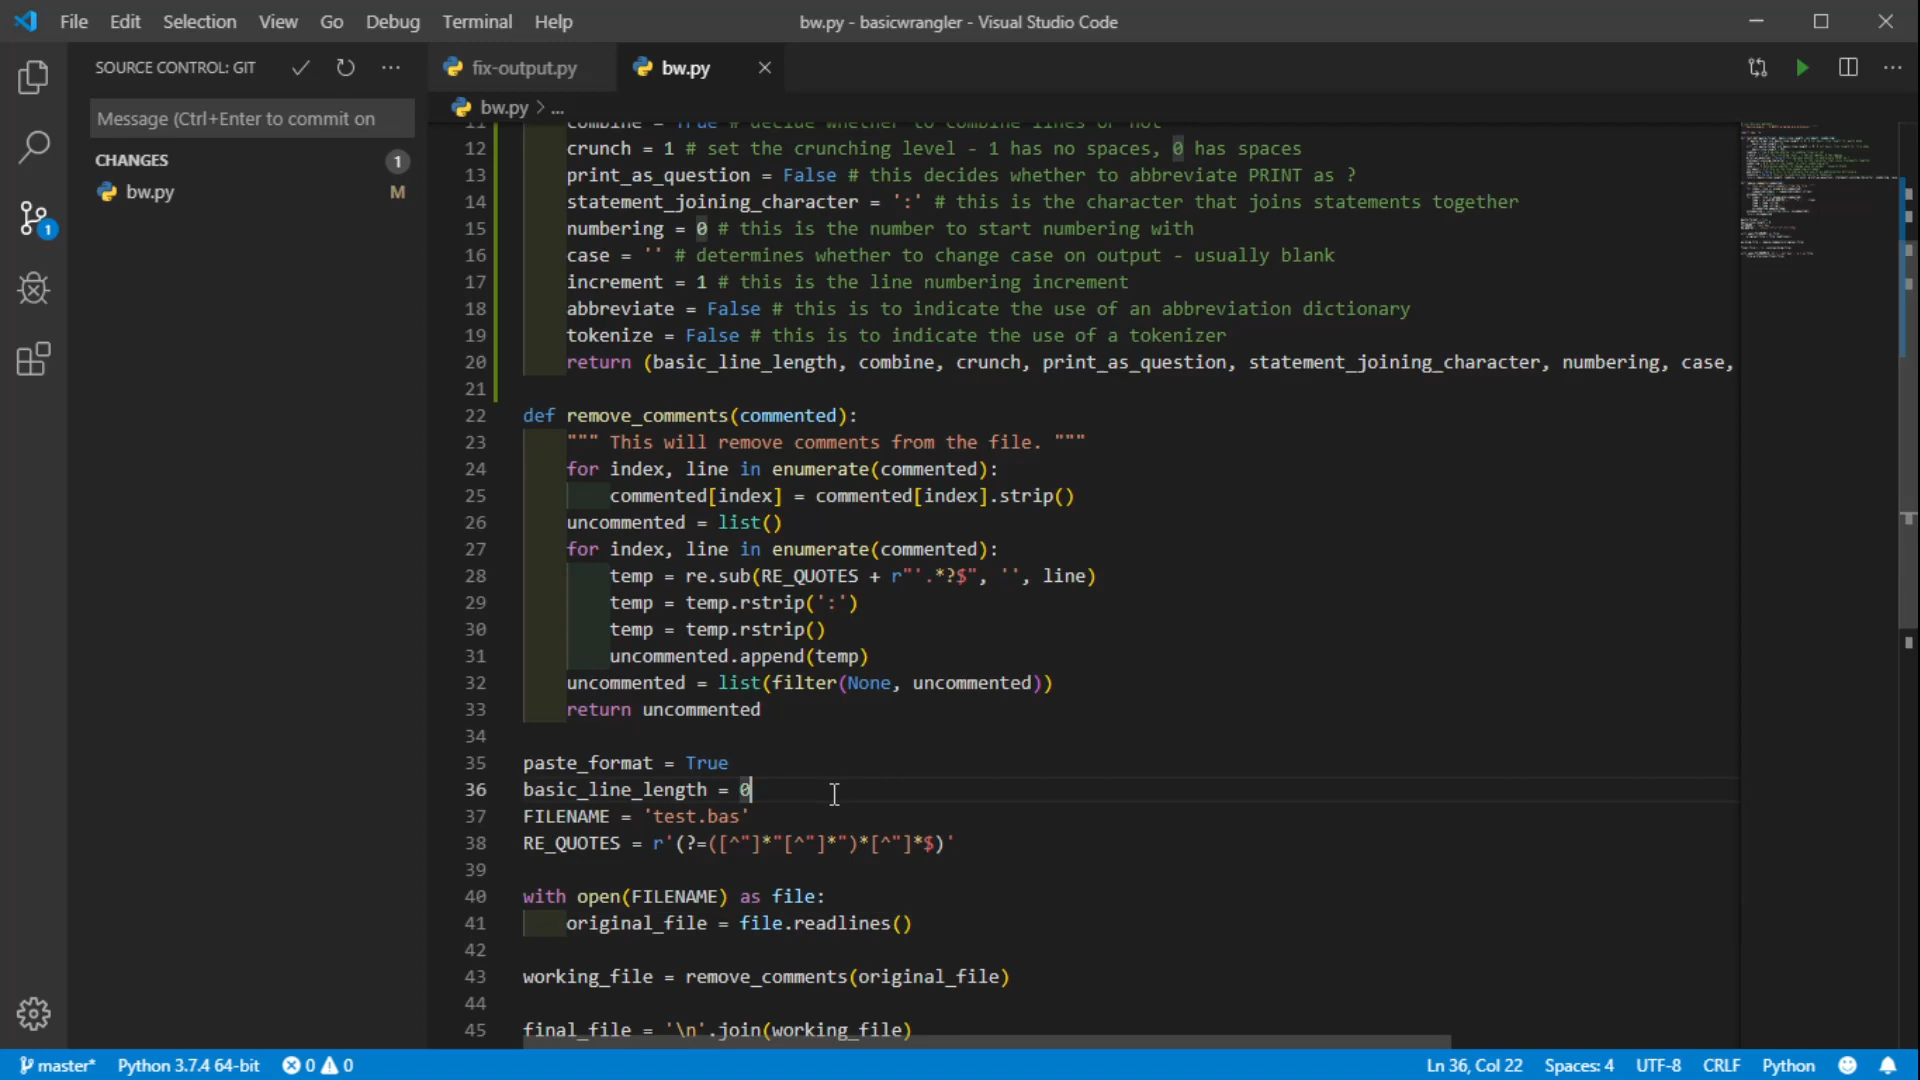 File Edit Selection View Go Debug Terminal Help
bw.py - basicwrangler - Visual Studio Code
SOURCE CONTROL: GIT
fix-output.py
bw.py
bw.py > ...
Message (Ctrl+Enter to commit on
CHANGES 1
bw.py M
1
11 combine = True # decide whether to combine lines or not
12 crunch = 1 # set the crunching level - 1 has no spaces, 0 has spaces
13 print_as_question = False # this decides whether to abbreviate PRINT as ?
14 statement_joining_character = ':' # this is the character that joins statements together
15 numbering = 0 # this is the number to start numbering with
16 case = '' # determines whether to change case on output - usually blank
17 increment = 1 # this is the line numbering increment
18 abbreviate = False # this is to indicate the use of an abbreviation dictionary
19 tokenize = False # this is to indicate the use of a tokenizer
20 return (basic_line_length, combine, crunch, print_as_question, statement_joining_character, numbering, case,
21
22 def remove_comments(commented):
23 """ This will remove comments from the file. """
24 for index, line in enumerate(commented):
25 commented[index] = commented[index].strip()
26 uncommented = list()
27 for index, line in enumerate(commented):
28 temp = re.sub(RE_QUOTES + r"'.*?$", '', line)
29 temp = temp.rstrip(':')
30 temp = temp.rstrip()
31 uncommented.append(temp)
32 uncommented = list(filter(None, uncommented))
33 return uncommented
34
35 paste_format = True
36 basic_line_length = 0
37 FILENAME = 'test.bas'
38 RE_QUOTES = r'(?=([^"]*"[^"]*")*[^"]*$)'
39
40 with open(FILENAME) as file:
41 original_file = file.readlines()
42
43 working_file = remove_comments(original_file)
44
45 final_file = '\n'.join(working_file)
master* Python 3.7.4 64-bit 0 0 Ln 36, Col 22 Spaces: 4 UTF-8 CRLF Python